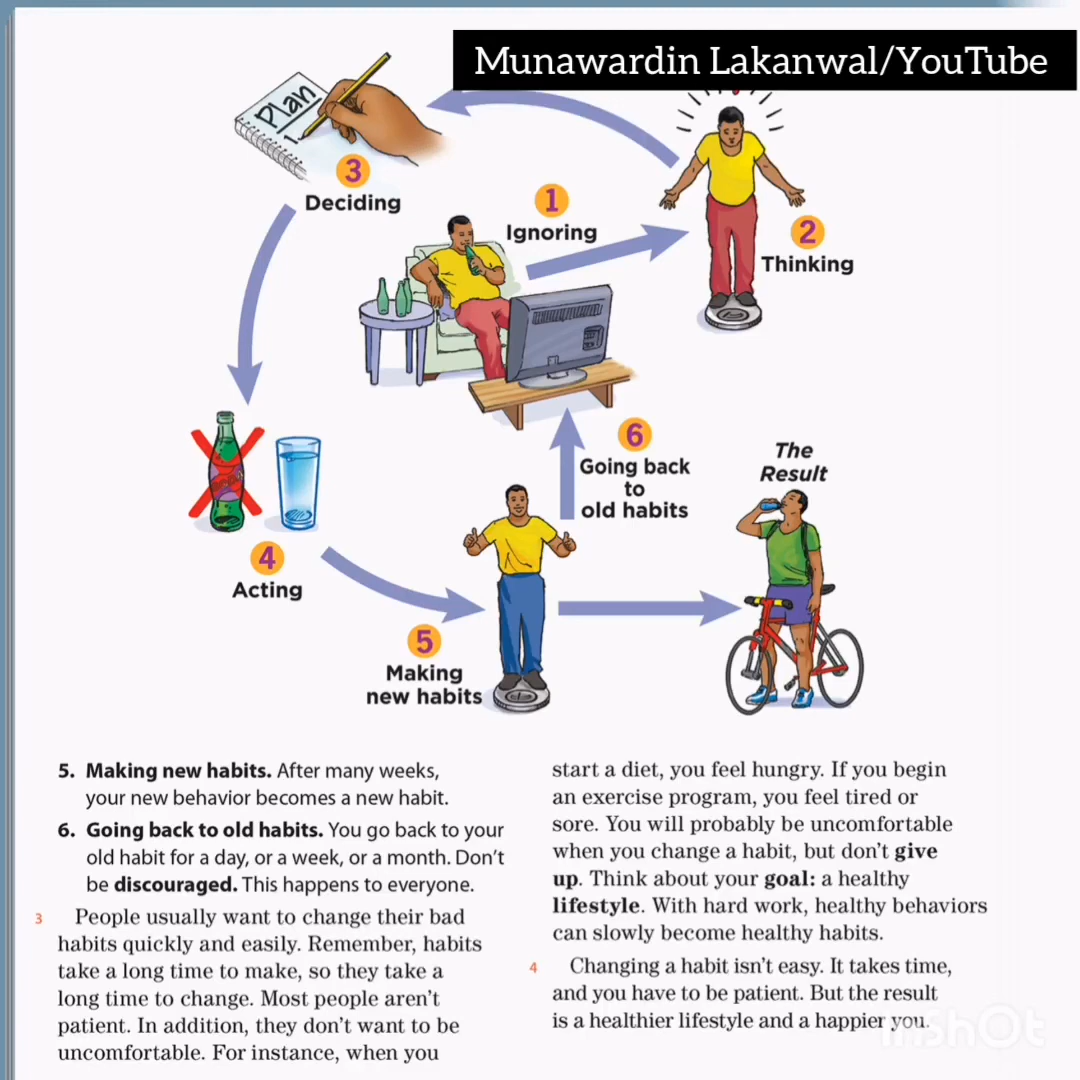 Munawardin Lakanwal/YouTube
Plan
1
3
Deciding
1
Ignoring
2
Thinking
4
Acting
5
Making
new habits
6
Going back
to
old habits
The
Result
5. Making new habits. After many weeks,
your new behavior becomes a new habit.
6. Going back to old habits. You go back to your
old habit for a day, or a week, or a month. Don't
be discouraged. This happens to everyone.
3 People usually want to change their bad
habits quickly and easily. Remember, habits
take a long time to make, so they take a
long time to change. Most people aren't
patient. In addition, they don't want to be
uncomfortable. For instance, when you
start a diet, you feel hungry. If you begin
an exercise program, you feel tired or
sore. You will probably be uncomfortable
when you change a habit, but don't give
up. Think about your goal: a healthy
lifestyle. With hard work, healthy behaviors
can slowly become healthy habits.
4 Changing a habit isn't easy. It takes time,
and you have to be patient. But the result
is a healthier lifestyle and a happier you.
InShOt